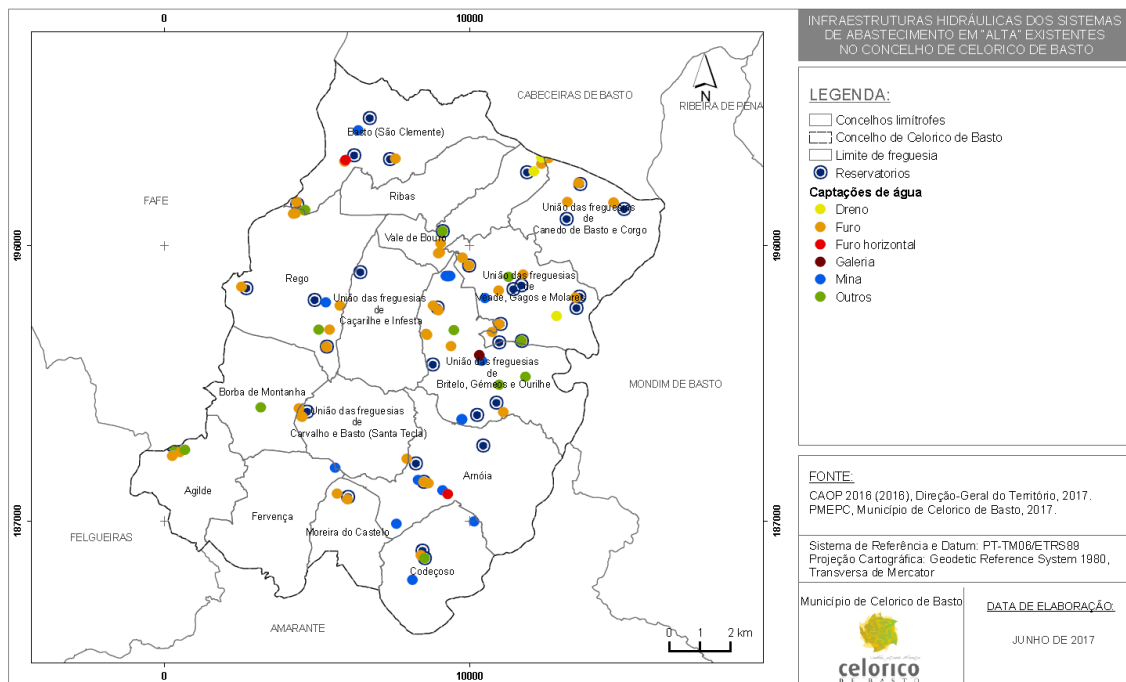 0
10000
INFRAESTRUTURAS HIDRÁULICAS DOS SISTEMAS
DE ABASTECIMENTO EM "ALTA" EXISTENTES
NO CONCELHO DE CELORICO DE BASTO
N
CABECEIRAS DE BASTO
RIBEIRA DE PENA
Basto (São Clemente)
Ribas
FAFE
União das freguesias
de
Canedo de Basto e Corgo
Vale de Bouro
196000
196000
Rego
União das freguesias
de
Veade, Gagos e Molares
União das freguesias
de
Caçarilhe e Infesta
União das freguesias
de
Britelo, Gémeos e Ourilhe
MONDIM DE BASTO
Borba de Montanha
União das freguesias
de
Carvalho e Basto (Santa Tecla)
Arnóia
Agilde
Fervença
187000
187000
Moreira do Castelo
FELGUEIRAS
Codeçoso
AMARANTE
0 1 2 km
0
10000
LEGENDA:
Concelhos limítrofes
Concelho de Celorico de Basto
Limite de freguesia
Reservatorios
Captações de água
Dreno
Furo
Furo horizontal
Galeria
Mina
Outros
FONTE:
CAOP 2016 (2016), Direção-Geral do Território, 2017.
PMEPC, Município de Celorico de Basto, 2017.
Sistema de Referência e Datum: PT-TM06/ETRS89
Projeção Cartográfica: Geodetic Reference System 1980,
Transversa de Mercator
Município de Celorico de Basto
celorico
DE BASTO
DATA DE ELABORAÇÃO:
JUNHO DE 2017